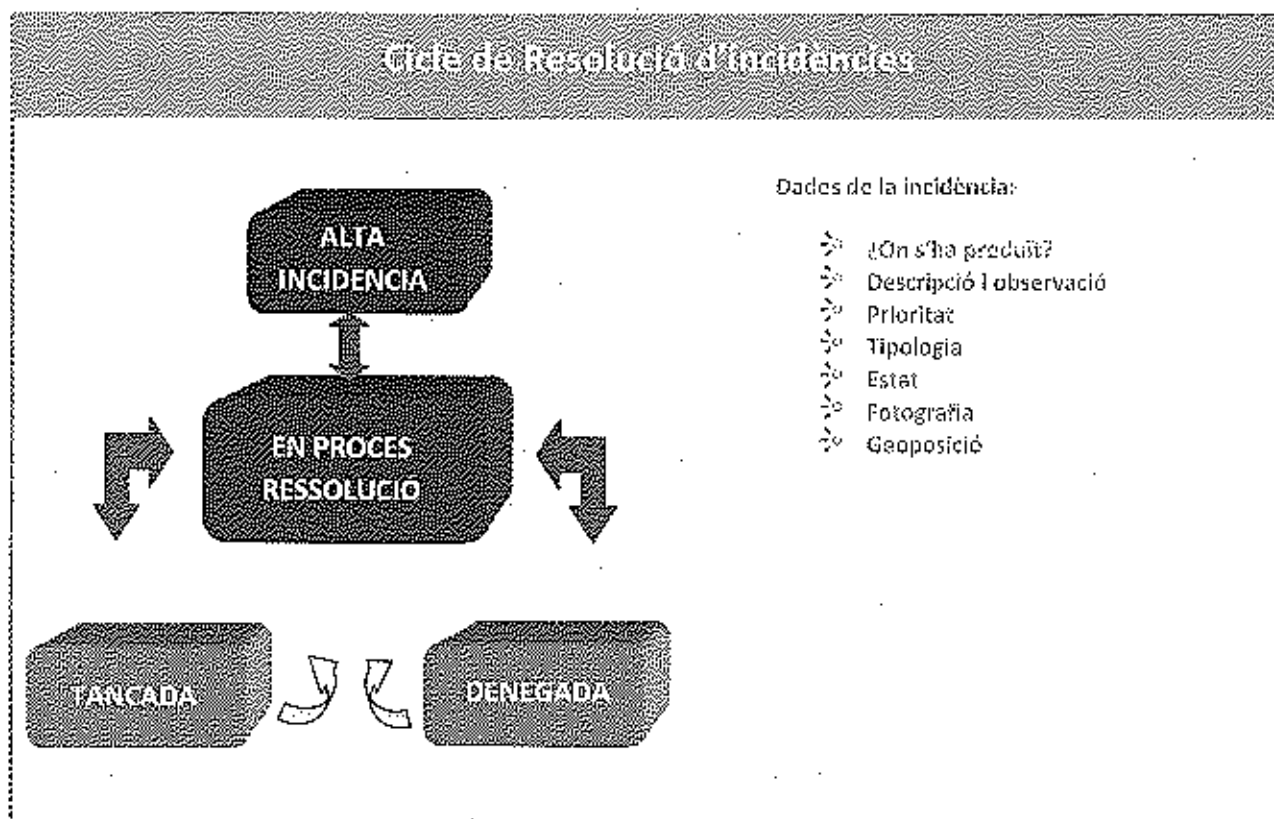 Cicle de Resolució d'Incidències
ALTA
INCIDENCIA
EN PROCES
RESSOLUCIÓ
TANCADA
DENEGADA
Dades de la incidència:
¿On s'ha produït?
Descripció i observació
Prioritat
Tipologia
Estat
Fotografia
Geoposició